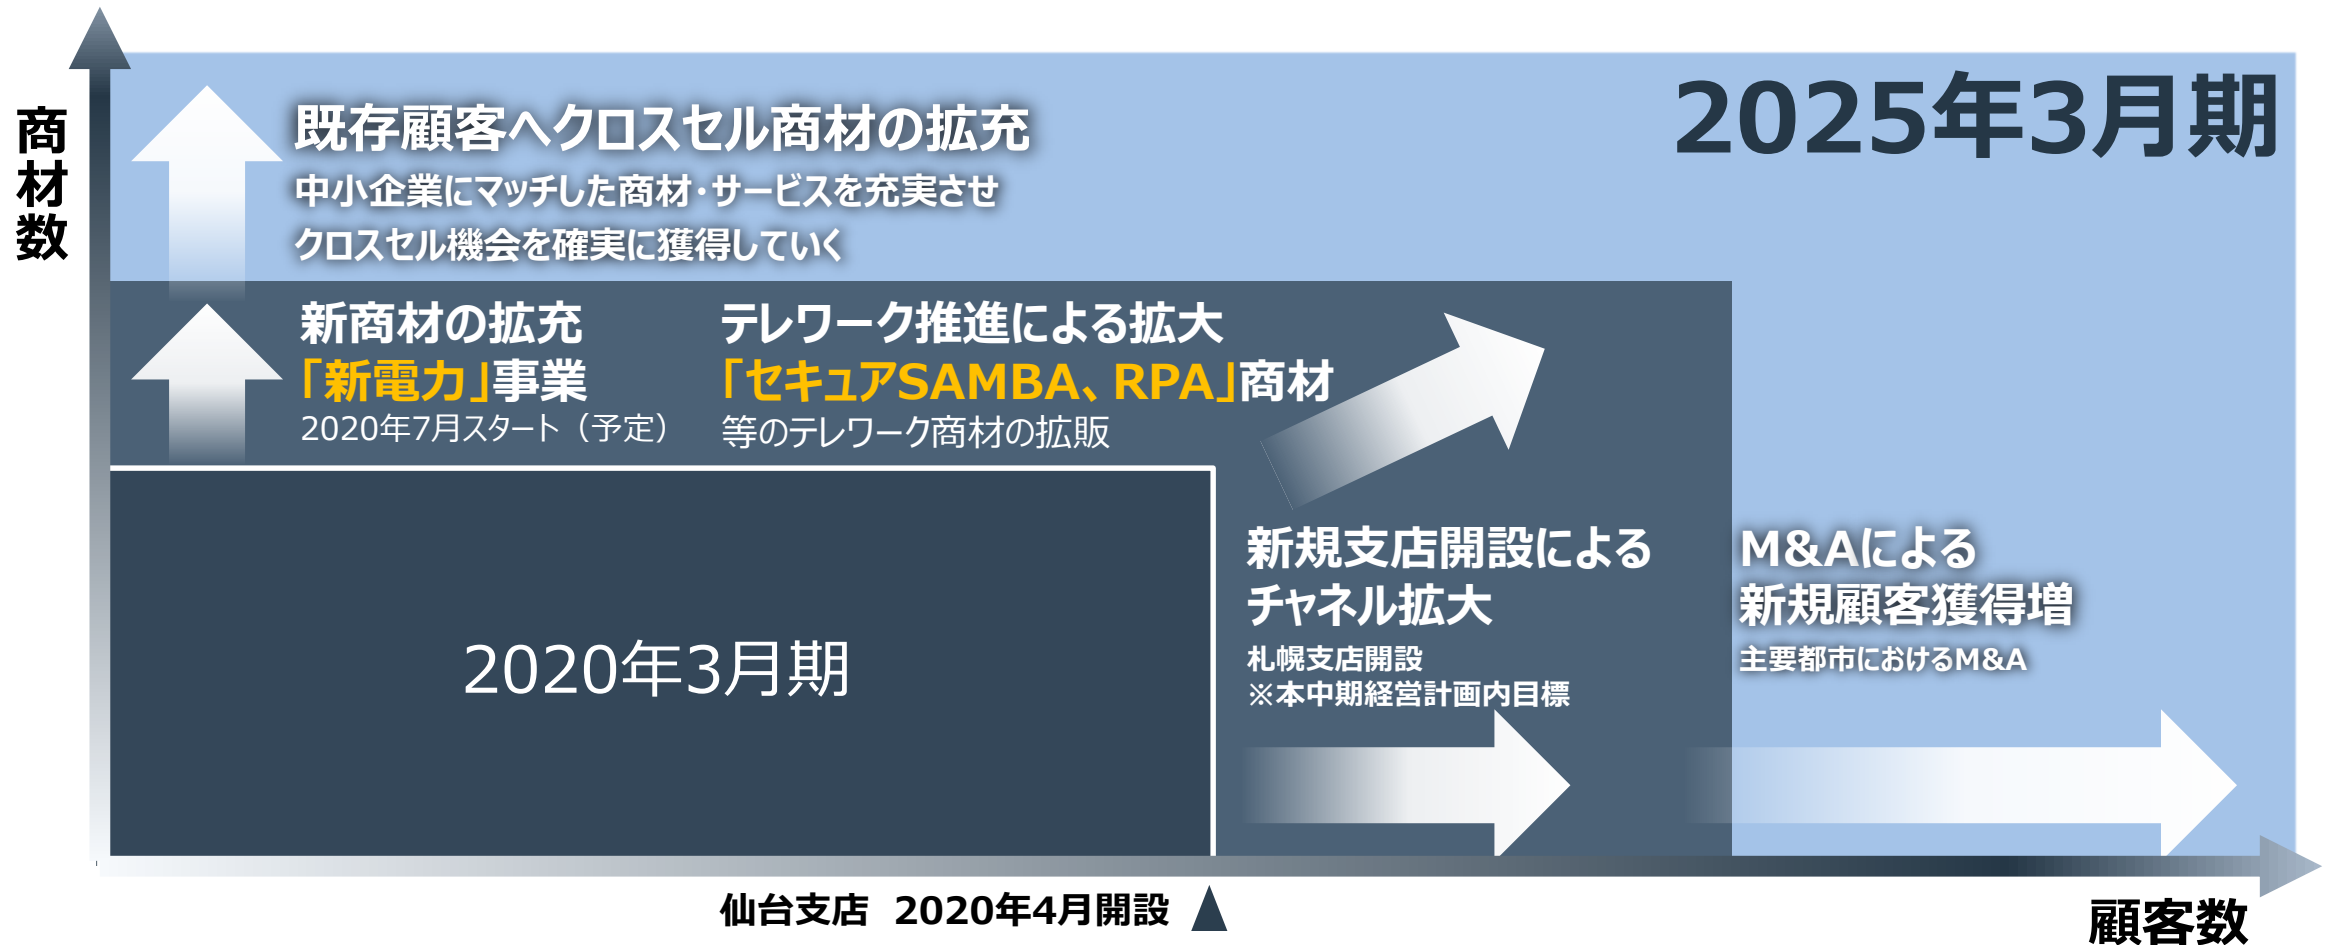 商材数
2025年3月期
既存顧客へクロスセル商材の拡充
中小企業にマッチした商材・サービスを充実させ
クロスセル機会を確実に獲得していく
新商材の拡充
「新電力」事業
2020年7月スタート（予定）
テレワーク推進による拡大
「セキュアSAMBA、RPA」商材
等のテレワーク商材の拡販
2020年3月期
新規支店開設による
チャネル拡大
札幌支店開設
※本中期経営計画内目標
M&Aによる
新規顧客獲得増
主要都市におけるM&A
仙台支店 2020年4月開設
顧客数